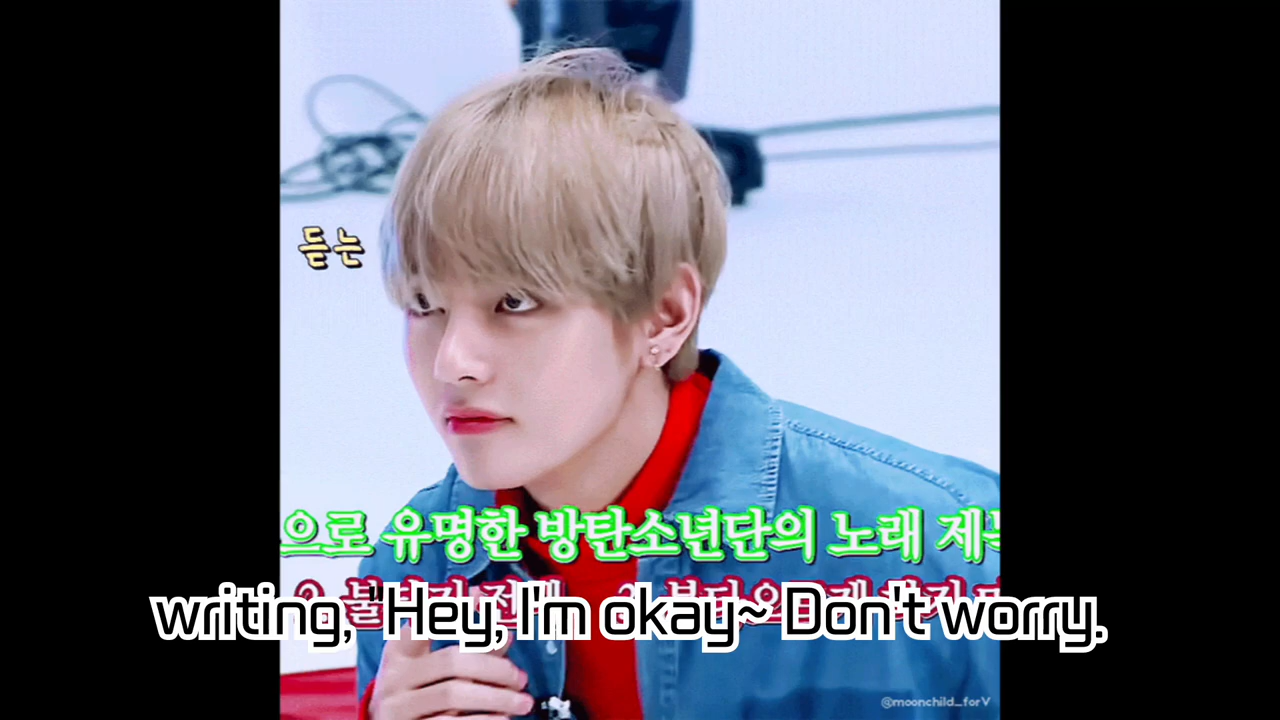 듣는
으로 유명한 방탄소년단의 노래 제
writing, "Hey, I'm okay~ Don't worry.
@moonchild_forV